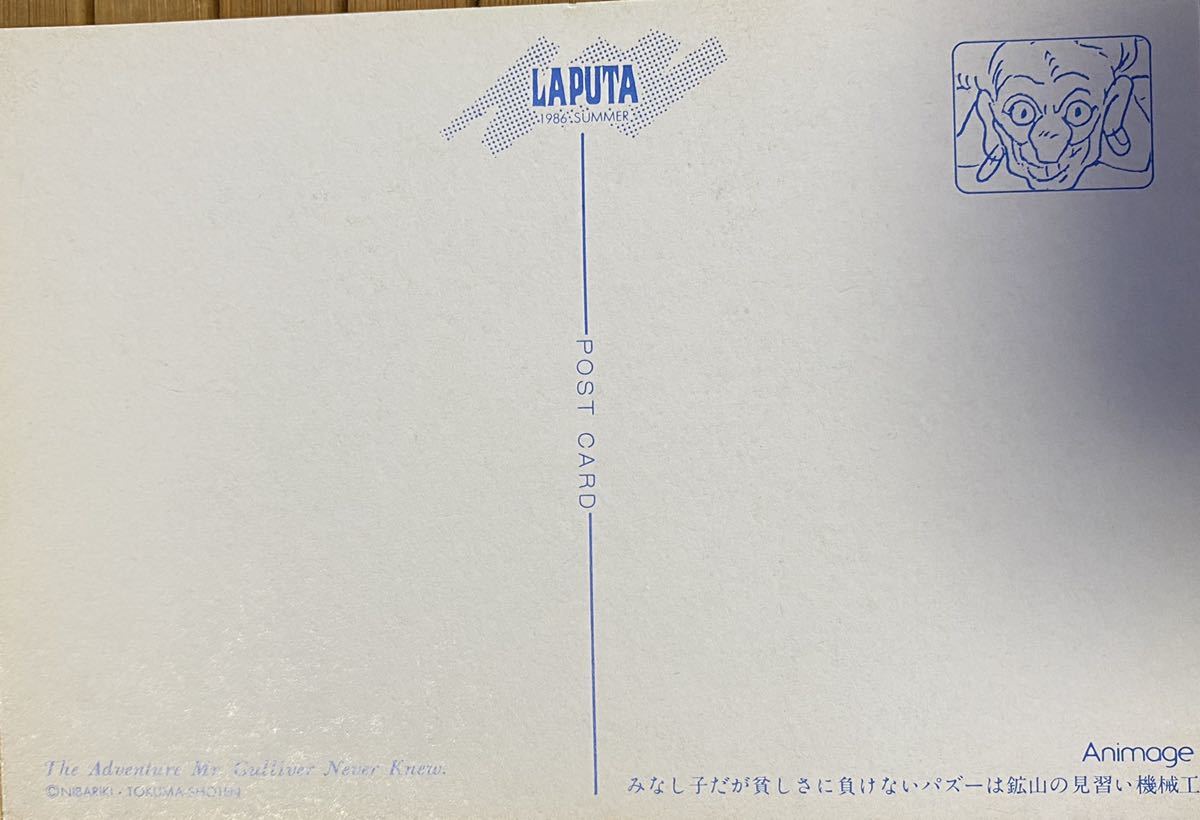 LAPUTA
・1986・SUMMER・
POST CARD
The Adventure Mr. Gulliver Never Knew.
©NIBARIKI・TOKUMA-SHOTEN
Animage
みなし子だが貧しさに負けないパズーは鉱山の見習い機械工